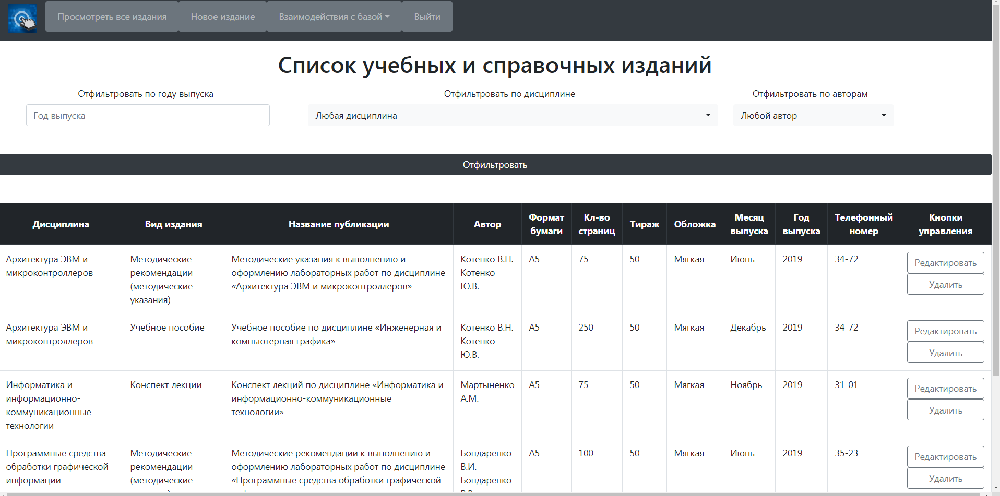 Просмотреть все издания Новое издание Взаимодействия с базой Выйти
Список учебных и справочных изданий
Отфильтровать по году выпуска Отфильтровать по дисциплине Отфильтровать по авторам
Год выпуска Любая дисциплина Любой автор
Отфильтровать
Дисциплина Вид издания Название публикации Автор Формат бумаги Кл-во страниц Тираж Обложка Месяц выпуска Год выпуска Телефонный номер Кнопки управления
Архитектура ЭВМ и Методические Методические указания к выполнению и Котенко В.Н. А5 75 50 Мягкая Июнь 2019 34-72 Редактировать
микроконтроллеров рекомендации оформлению лабораторных работ по дисциплине Котенко
(методические «Архитектура ЭВМ и микроконтроллеров» Ю.В. Удалить
указания)
Архитектура ЭВМ и Учебное пособие Учебное пособие по дисциплине «Инженерная и Котенко В.Н. А5 250 50 Мягкая Декабрь 2019 34-72 Редактировать
микроконтроллеров компьютерная графика» Котенко
Ю.В. Удалить
Информатика и Конспект лекции Конспект лекций по дисциплине «Информатика и Мартыненко А5 75 50 Мягкая Ноябрь 2019 31-01 Редактировать
информационно- информационно-коммуникационные А.М.
коммуникационные технологии» Удалить
технологии
Программные средства Методические Методические рекомендации к выполнению и Бондаренко А5 100 50 Мягкая Июнь 2019 35-23 Редактировать
обработки графической рекомендации оформлению лабораторных работ по дисциплине В.И.
информации (методические «Программные средства обработки графической Бондаренко Удалить